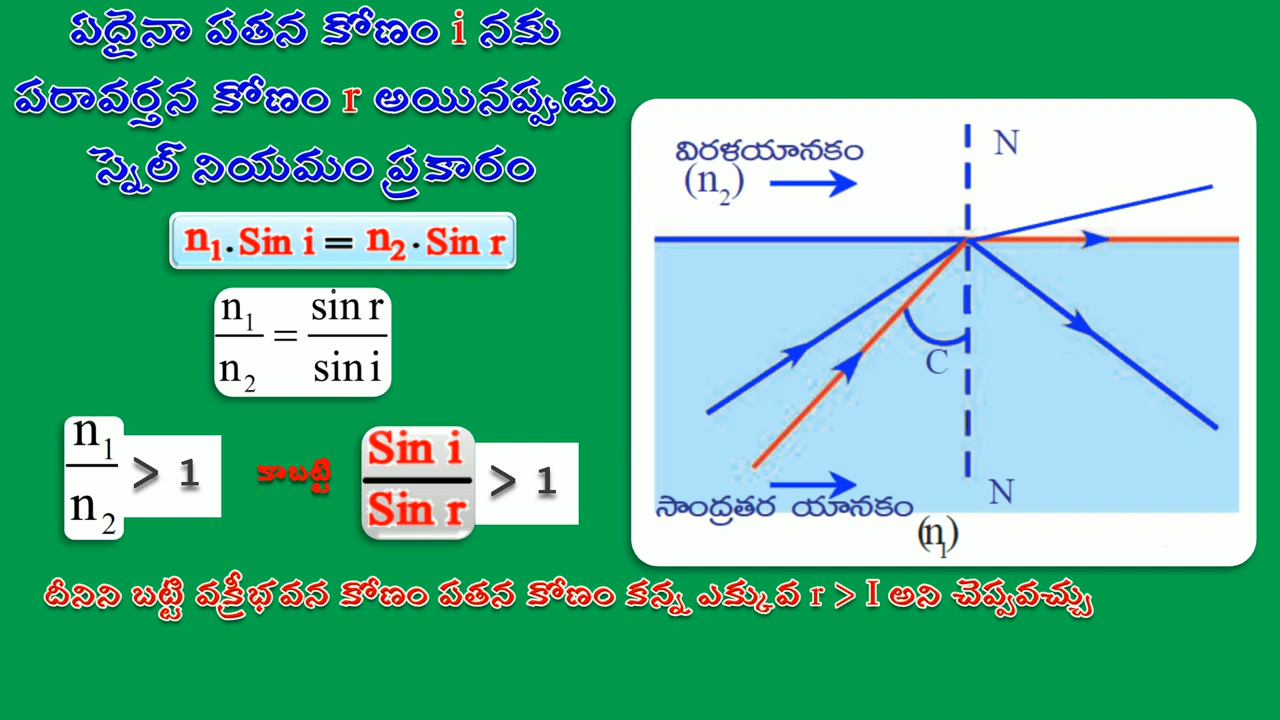 ఏదైనా పతన కోణం i నకు
పరావర్తన కోణం r అయినప్పుడు
స్నెల్ నియమం ప్రకారం
n₁ . Sin i = n₂ . Sin r
n₁/n₂ = sin r/sin i
n₁/n₂ > 1 కాబట్టి Sin i/Sin r > 1
దీనిని బట్టి వక్రీభవన కోణం పతన కోణం కన్న ఎక్కువ r > I అని చెప్పవచ్చు
విరళయానకం
(n₂)
N
C
N
సాంద్రతర యానకం
(n₁)